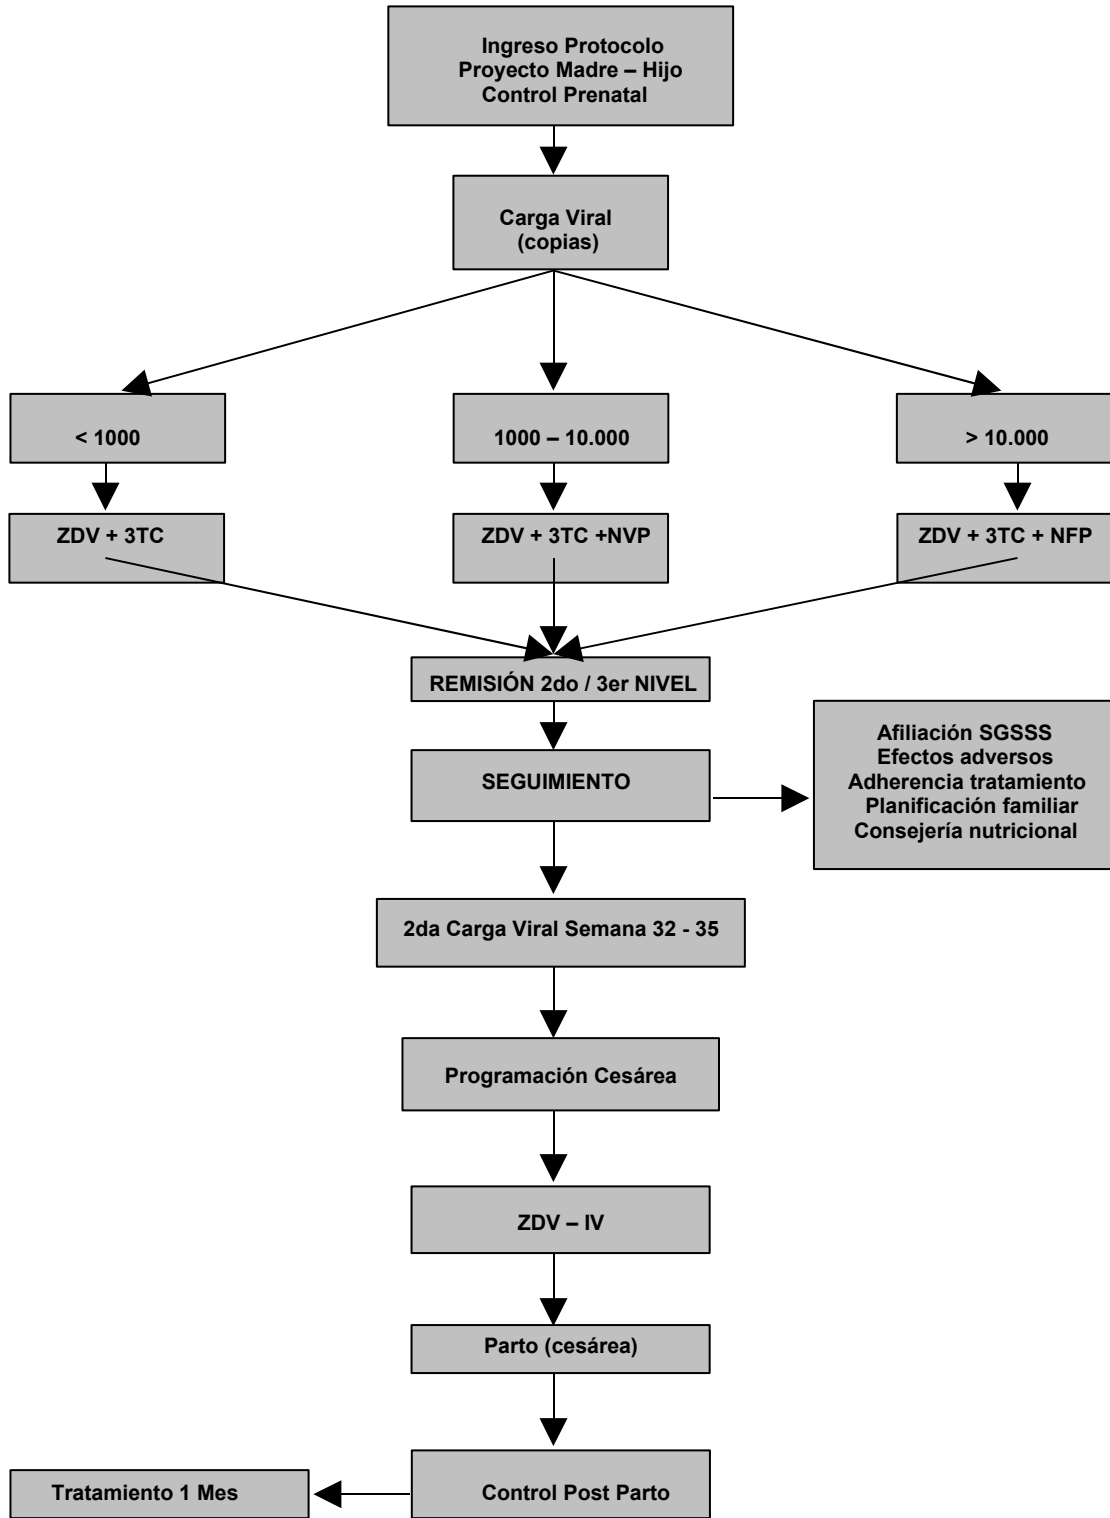 Ingreso Protocolo
Proyecto Madre – Hijo
Control Prenatal
Carga Viral
(copias)
< 1000
1000 – 10.000
> 10.000
ZDV + 3TC
ZDV + 3TC +NVP
ZDV + 3TC + NFP
REMISIÓN 2do / 3er NIVEL
SEGUIMIENTO
Afiliación SGSSS
Efectos adversos
Adherencia tratamiento
Planificación familiar
Consejería nutricional
2da Carga Viral Semana 32 - 35
Programación Cesárea
ZDV – IV
Parto (cesárea)
Control Post Parto
Tratamiento 1 Mes